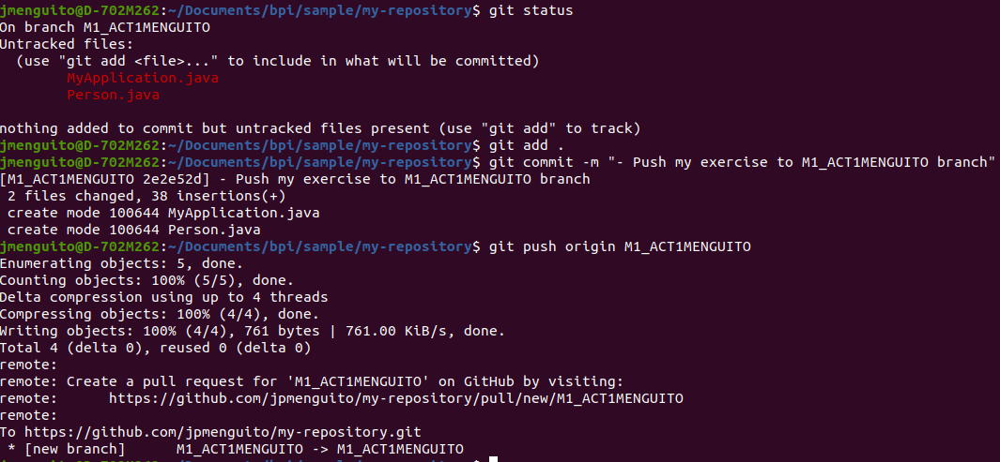 jmenguito@D-702M262:~/Documents/bpi/sample/my-repository$ git status
On branch M1_ACT1MENGUITO
Untracked files:
  (use "git add <file>..." to include in what will be committed)
        MyApplication.java
        Person.java

nothing added to commit but untracked files present (use "git add" to track)
jmenguito@D-702M262:~/Documents/bpi/sample/my-repository$ git add .
jmenguito@D-702M262:~/Documents/bpi/sample/my-repository$ git commit -m "- Push my exercise to M1_ACT1MENGUITO branch"
[M1_ACT1MENGUITO 2e2e52d] - Push my exercise to M1_ACT1MENGUITO branch
 2 files changed, 38 insertions(+)
 create mode 100644 MyApplication.java
 create mode 100644 Person.java
jmenguito@D-702M262:~/Documents/bpi/sample/my-repository$ git push origin M1_ACT1MENGUITO
Enumerating objects: 5, done.
Counting objects: 100% (5/5), done.
Delta compression using up to 4 threads
Compressing objects: 100% (4/4), done.
Writing objects: 100% (4/4), 761 bytes | 761.00 KiB/s, done.
Total 4 (delta 0), reused 0 (delta 0)
remote:
remote: Create a pull request for 'M1_ACT1MENGUITO' on GitHub by visiting:
remote:      https://github.com/jpmenguito/my-repository/pull/new/M1_ACT1MENGUITO
remote:
To https://github.com/jpmenguito/my-repository.git
 * [new branch]      M1_ACT1MENGUITO -> M1_ACT1MENGUITO